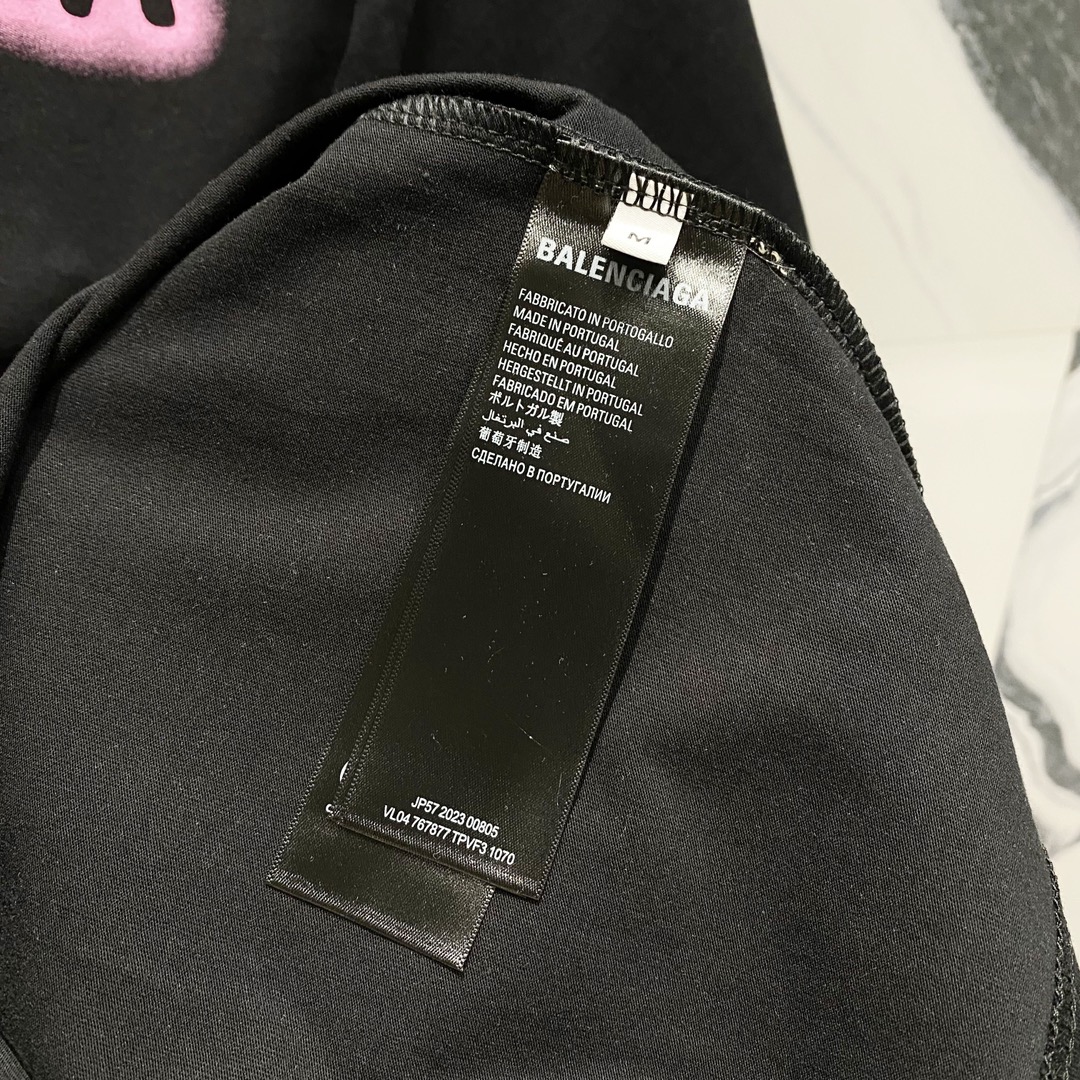 M
BALENCIAGA
FABBRICATO IN PORTOGALLO
MADE IN PORTUGAL
FABRIQUÉ AU PORTUGAL
HECHO EN PORTUGAL
HERGESTELLT IN PORTUGAL
FABRICADO EM PORTUGAL
ポルトガル製
صنع في البرتغال
葡萄牙制造
СДЕЛАНО В ПОРТУГАЛИИ
JP57 2023 00805
VL04 767877 TPVF3 1070